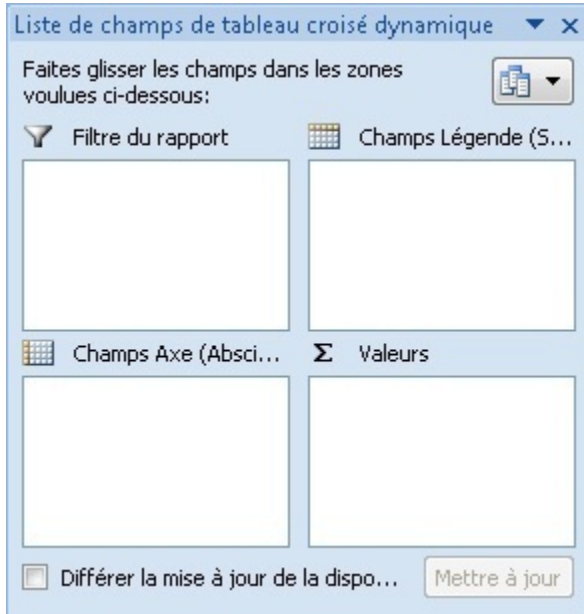 Liste de champs de tableau croisé dynamique
Faites glisser les champs dans les zones
voulues ci-dessous:
Filtre du rapport
Champs Légende (S...
Champs Axe (Absci...
Σ Valeurs
Différer la mise à jour de la dispo...
Mettre à jour